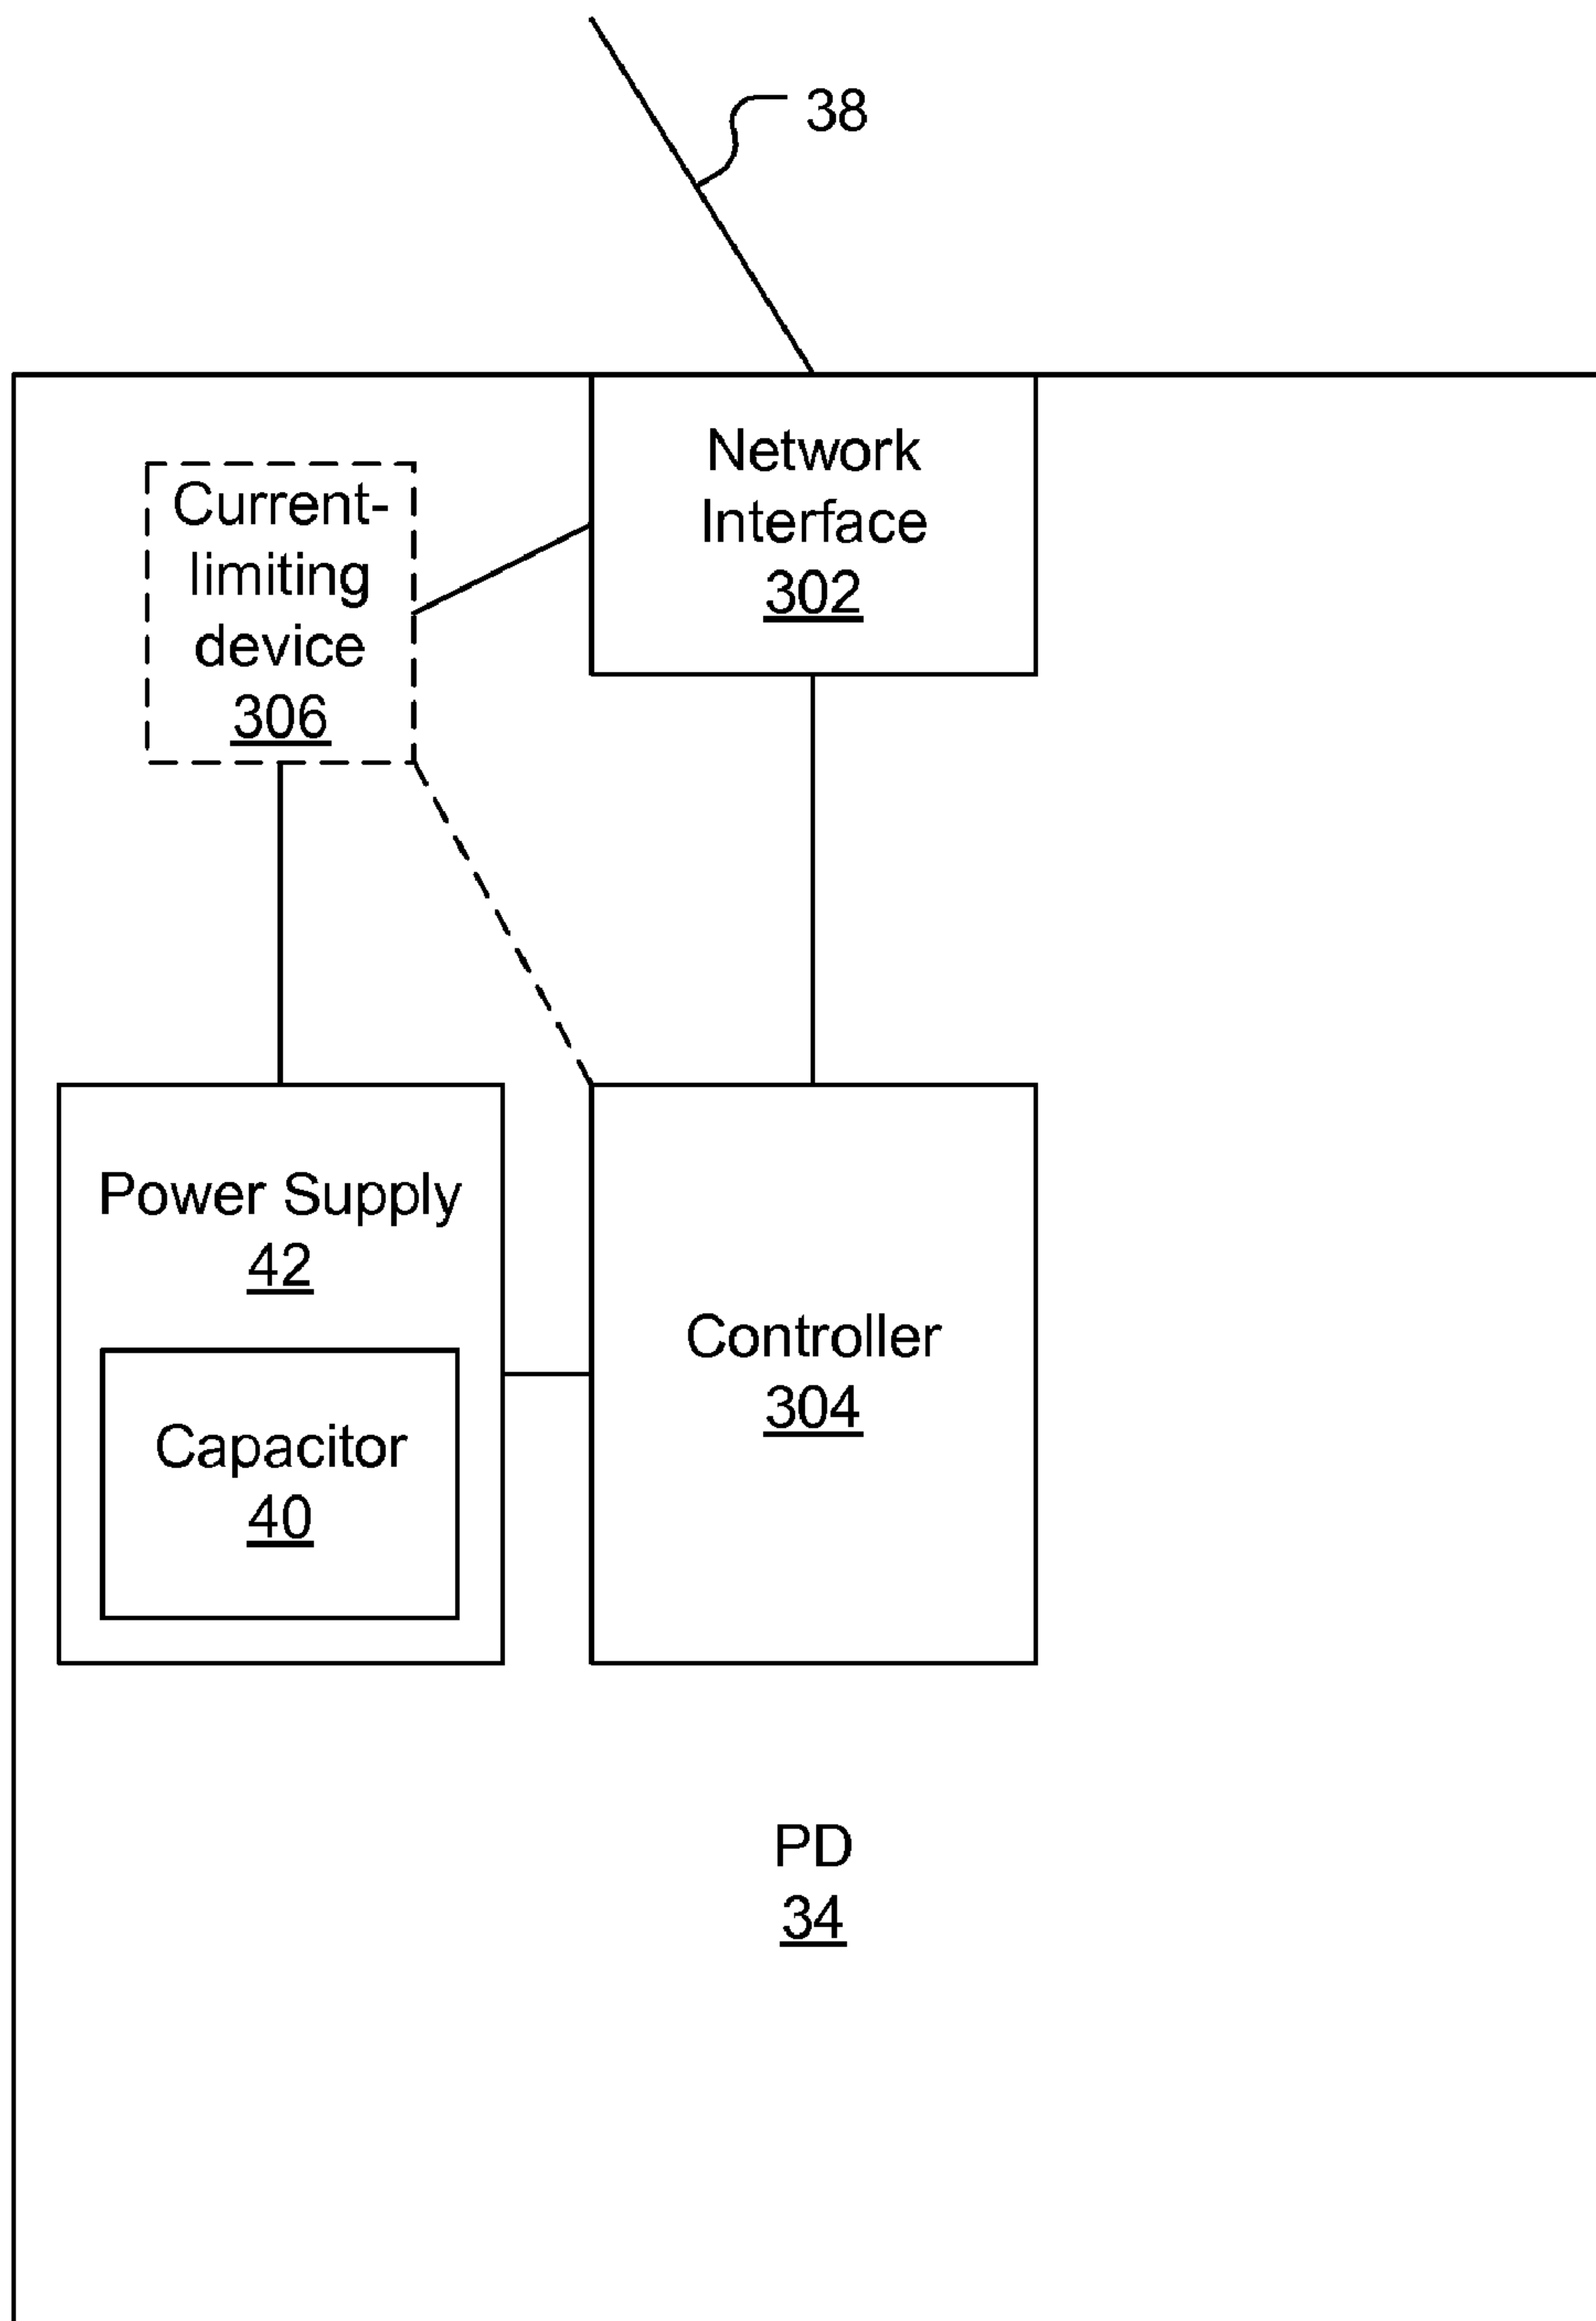 38
Network
Interface
302
Current-
limiting
device
306
Power Supply
42
Capacitor
40
Controller
304
PD
34